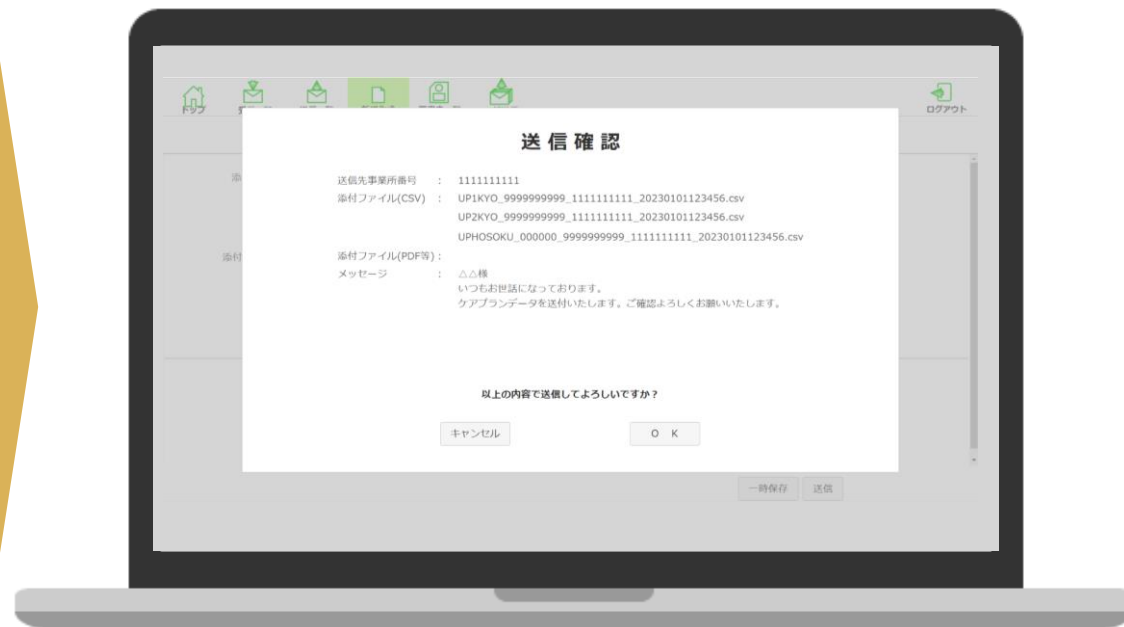 トップ
ログアウト
送信確認
送信先事業所番号 : 1111111111
添付ファイル(CSV) : UP1KYO_9999999999_1111111111_20230101123456.csv
UP2KYO_9999999999_1111111111_20230101123456.csv
UPHOSOKU_000000_9999999999_1111111111_20230101123456.csv
添付ファイル(PDF等) :
メッセージ : △△様
いつもお世話になっております。
ケアプランデータを送付いたします。ご確認よろしくお願いいたします。
以上の内容で送信してよろしいですか？
キャンセル
O K
一時保存
送信
添付